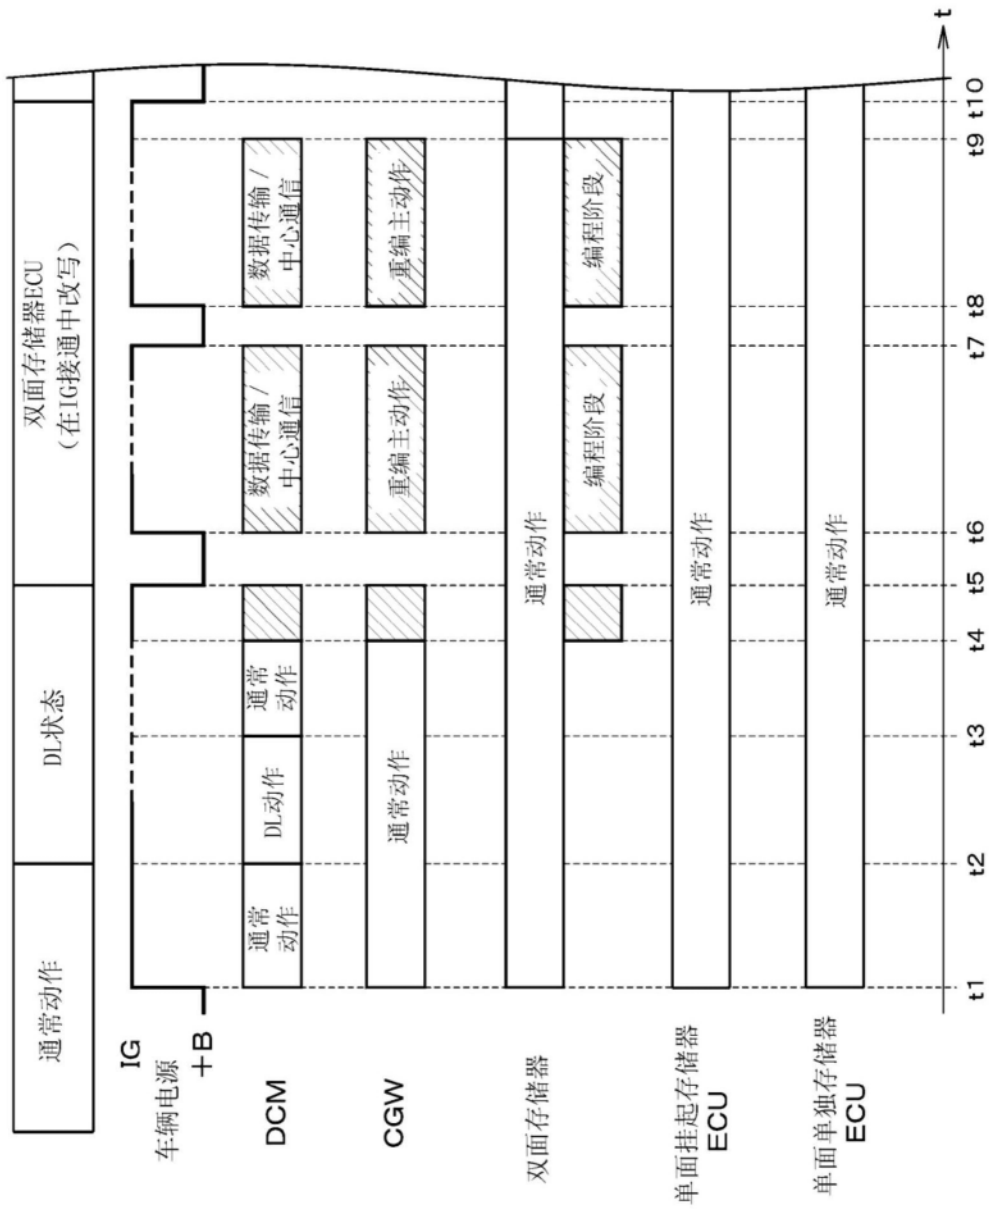 通常动作
DL状态
双面存储器ECU
(在IG接通中改写)
IG
车辆电源
+B
DCM
通常
动作
DL动作
通常
动作
数据传输/
中心通信
数据传输/
中心通信
CGW
通常动作
重编主动作
重编主动作
双面存储器
通常动作
编程阶段
编程阶段
单面挂起存储器
ECU
通常动作
单面单独存储器
ECU
通常动作
t1
t2
t3
t4
t5
t6
t7
t8
t9
t10
t